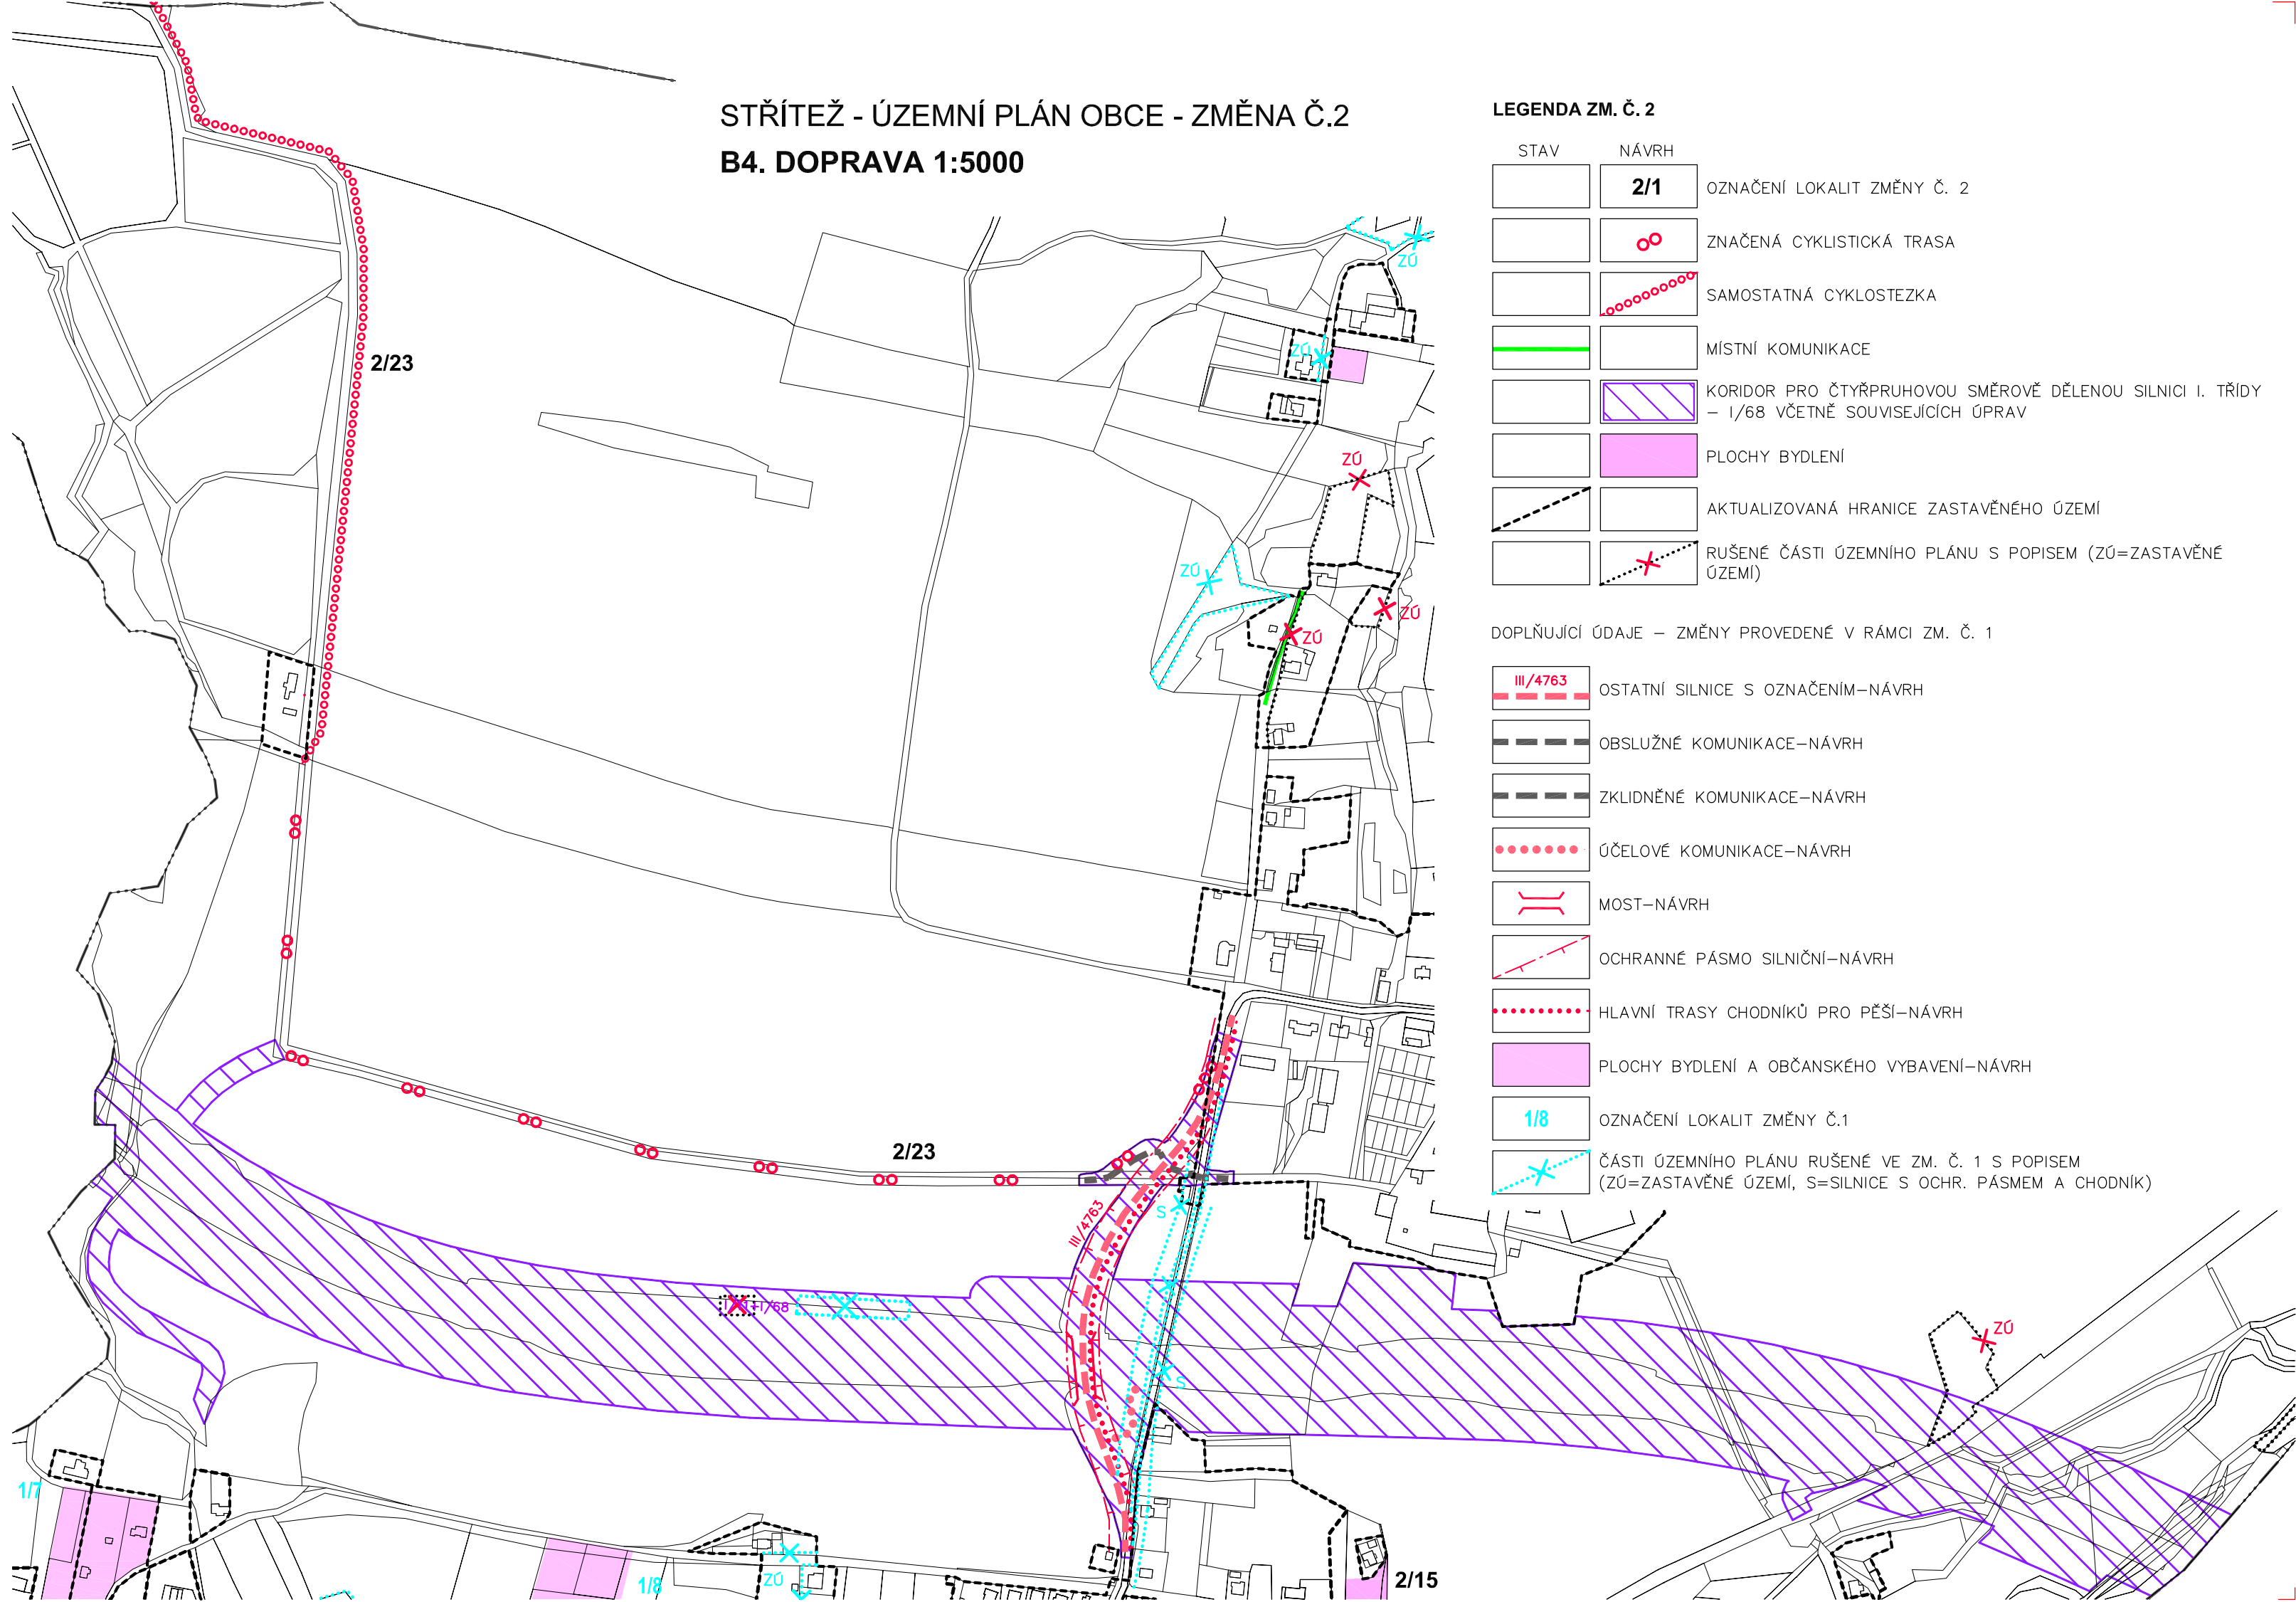 STŘÍTEŽ - ÚZEMNÍ PLÁN OBCE - ZMĚNA Č.2
B4. DOPRAVA 1:5000
LEGENDA ZM. Č. 2
STAV NÁVRH
2/1 OZNAČENÍ LOKALIT ZMĚNY Č. 2
ZNAČENÁ CYKLISTICKÁ TRASA
SAMOSTATNÁ CYKLOSTEZKA
MÍSTNÍ KOMUNIKACE
KORIDOR PRO ČTYŘPRUHOVOU SMĚROVĚ DĚLENOU SILNICI I. TŘÍDY
– I/68 VČETNĚ SOUVISEJÍCÍCH ÚPRAV
PLOCHY BYDLENÍ
AKTUALIZOVANÁ HRANICE ZASTAVĚNÉHO ÚZEMÍ
RUŠENÉ ČÁSTI ÚZEMNÍHO PLÁNU S POPISEM (ZÚ=ZASTAVĚNÉ
ÚZEMÍ)
DOPLŇUJÍCÍ ÚDAJE – ZMĚNY PROVEDENÉ V RÁMCI ZM. Č. 1
III/4763 OSTATNÍ SILNICE S OZNAČENÍM–NÁVRH
OBSLUŽNÉ KOMUNIKACE–NÁVRH
ZKLIDNĚNÉ KOMUNIKACE–NÁVRH
ÚČELOVÉ KOMUNIKACE–NÁVRH
MOST–NÁVRH
OCHRANNÉ PÁSMO SILNIČNÍ–NÁVRH
HLAVNÍ TRASY CHODNÍKŮ PRO PĚŠÍ–NÁVRH
PLOCHY BYDLENÍ A OBČANSKÉHO VYBAVENÍ–NÁVRH
1/8 OZNAČENÍ LOKALIT ZMĚNY Č.1
ČÁSTI ÚZEMNÍHO PLÁNU RUŠENÉ VE ZM. Č. 1 S POPISEM
(ZÚ=ZASTAVĚNÉ ÚZEMÍ, S=SILNICE S OCHR. PÁSMEM A CHODNÍK)
ZÚ
ZÚ
2/23
ZÚ
ZÚ
ZÚ
ZÚ
2/23
S
III/4763
I/68
ZÚ
S
1/7
1/8
ZÚ
2/15